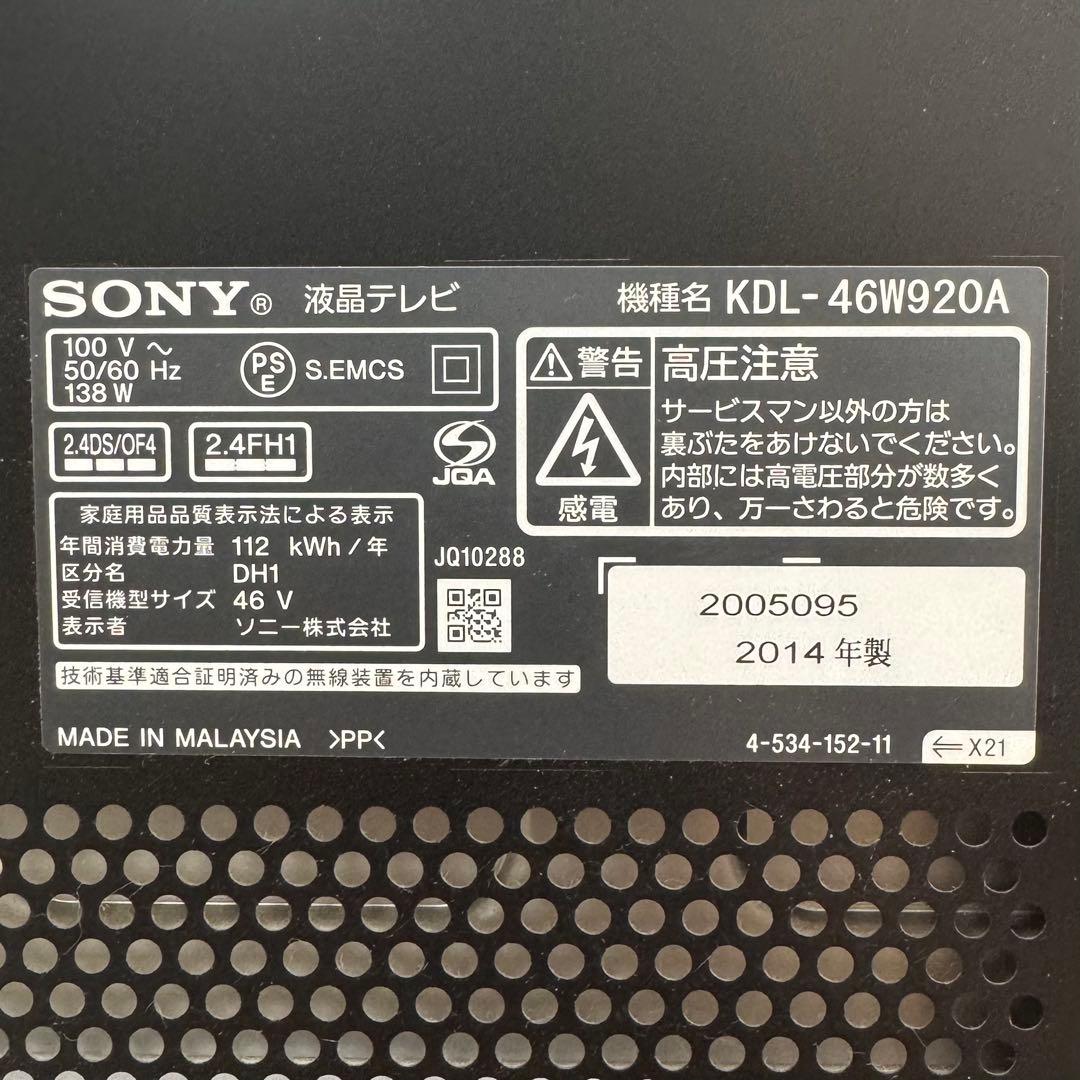 SONY® 液晶テレビ 機種名 KDL-46W920A
100 V ～
50/60 Hz
138 W
PS
E
S.EMCS
2.4DS/OF4
2.4FH1
JQA
警告
感電
高圧注意
サービスマン以外の方は
裏ぶたをあけないでください。
内部には高電圧部分が数多く
あり、万一さわると危険です。
家庭用品品質表示法による表示
年間消費電力量 112 kWh/年
区分名 DH1
受信機型サイズ 46 V
表示者 ソニー株式会社
JQ10288
2005095
2014年製
技術基準適合証明済みの無線装置を内蔵しています
MADE IN MALAYSIA >PP<
4-534-152-11
⇐X21